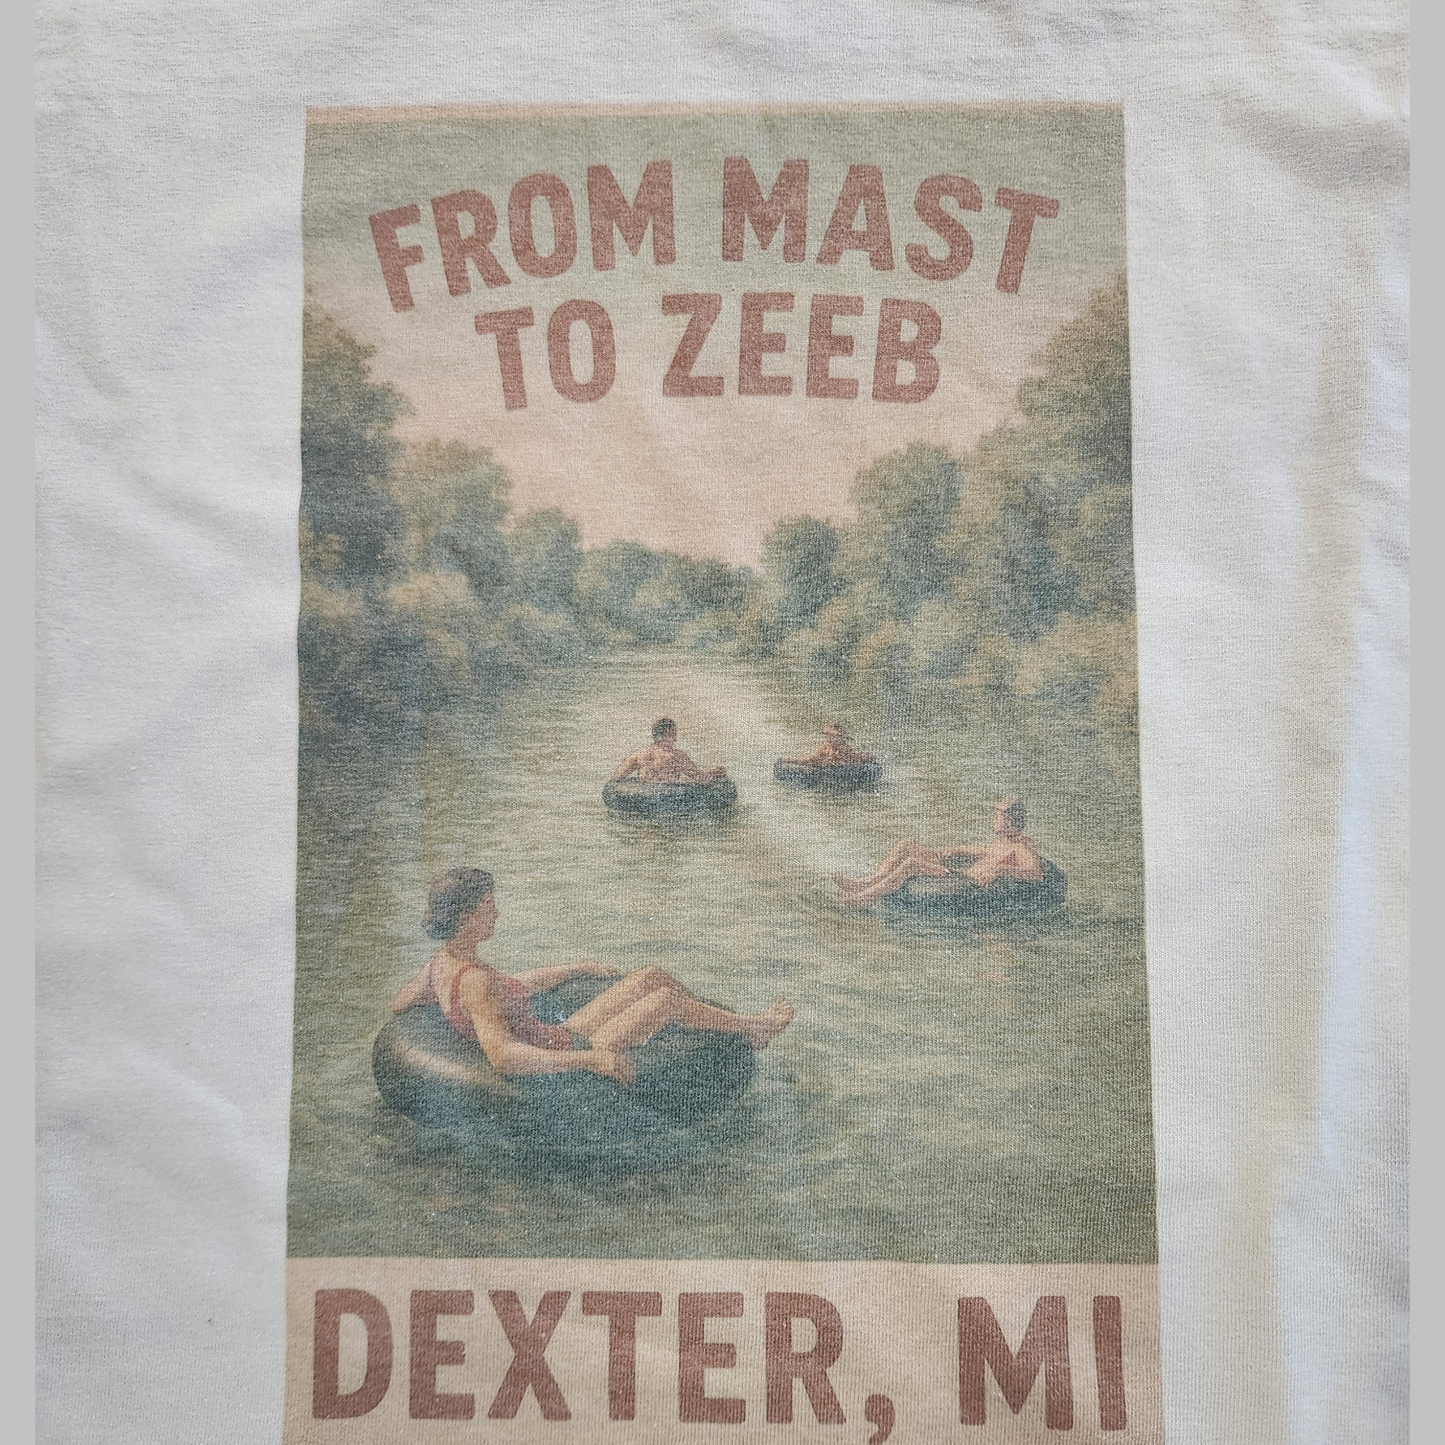 FROM MAST
TO ZEEB
DEXTER, MI